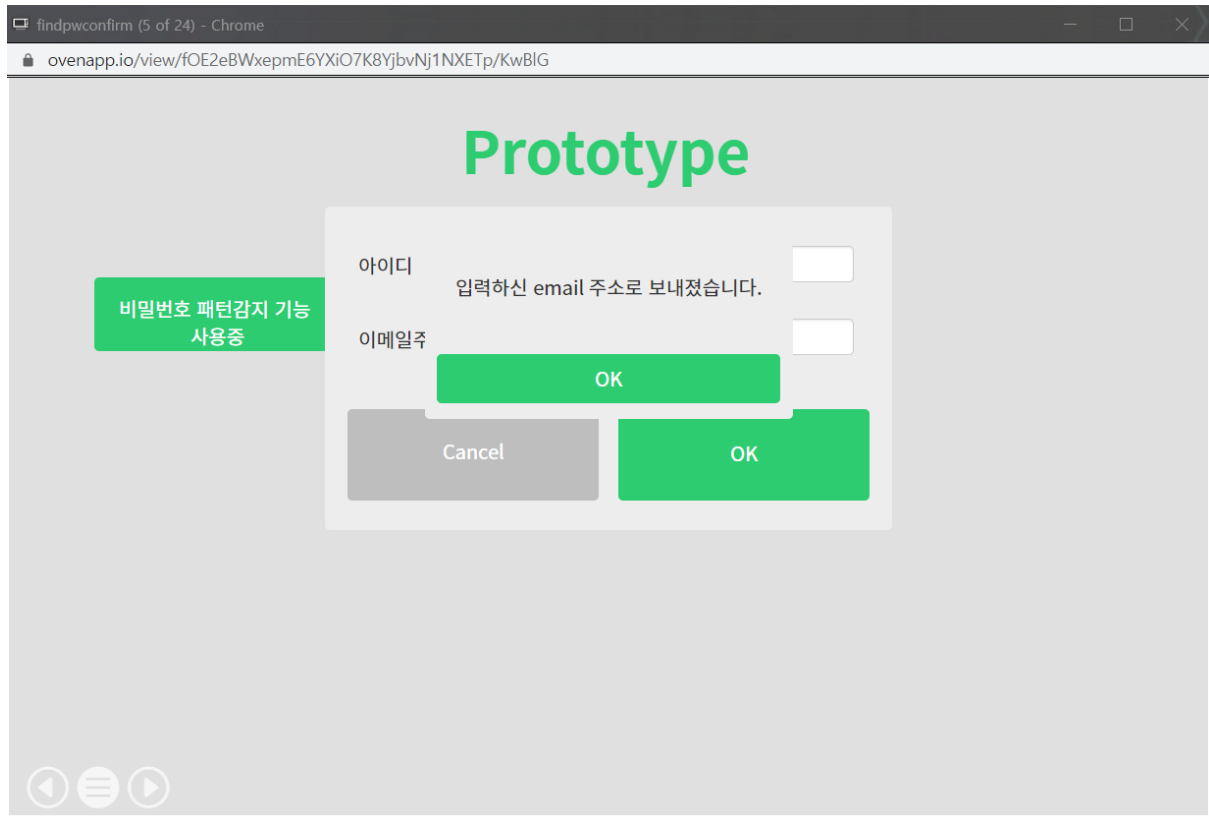 findpwconfirm (5 of 24) - Chrome
ovenapp.io/view/fOE2eBWxepmE6YXiO7K8YjbvNj1NXETp/KwBlG
Prototype
아이디
입력하신 email 주소로 보내졌습니다.
비밀번호 패턴감지 기능
사용중
이메일주
OK
Cancel
OK